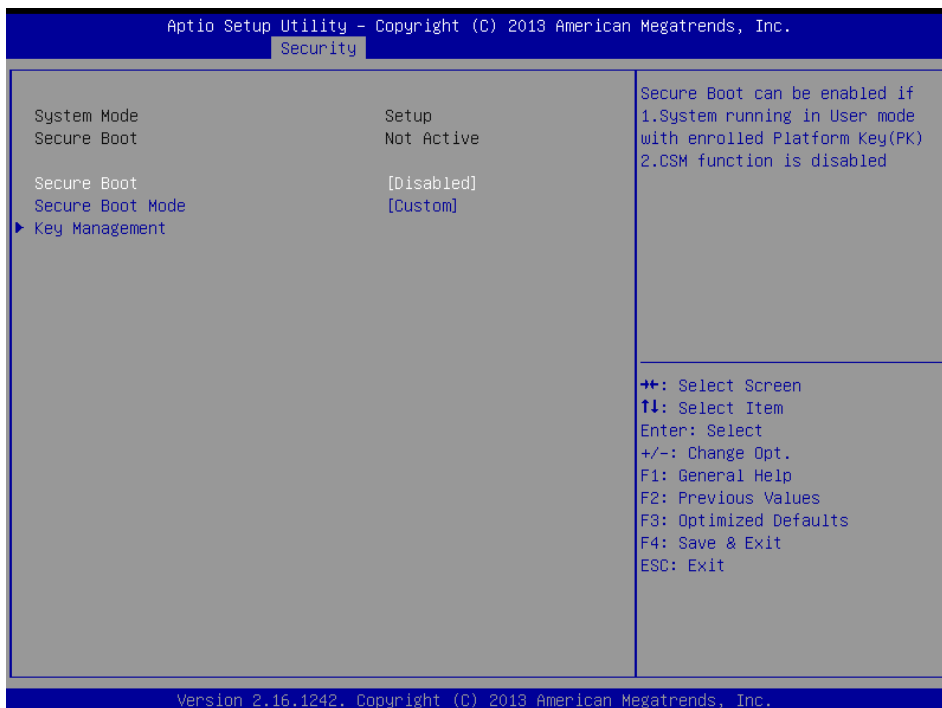 Aptio Setup Utility – Copyright (C) 2013 American Megatrends, Inc.
Security
System Mode Setup
Secure Boot Not Active
Secure Boot [Disabled]
Secure Boot Mode [Custom]
▶ Key Management
Secure Boot can be enabled if
1.System running in User mode
with enrolled Platform Key(PK)
2.CSM function is disabled
→←: Select Screen
↑↓: Select Item
Enter: Select
+/-: Change Opt.
F1: General Help
F2: Previous Values
F3: Optimized Defaults
F4: Save & Exit
ESC: Exit
Version 2.16.1242. Copyright (C) 2013 American Megatrends, Inc.